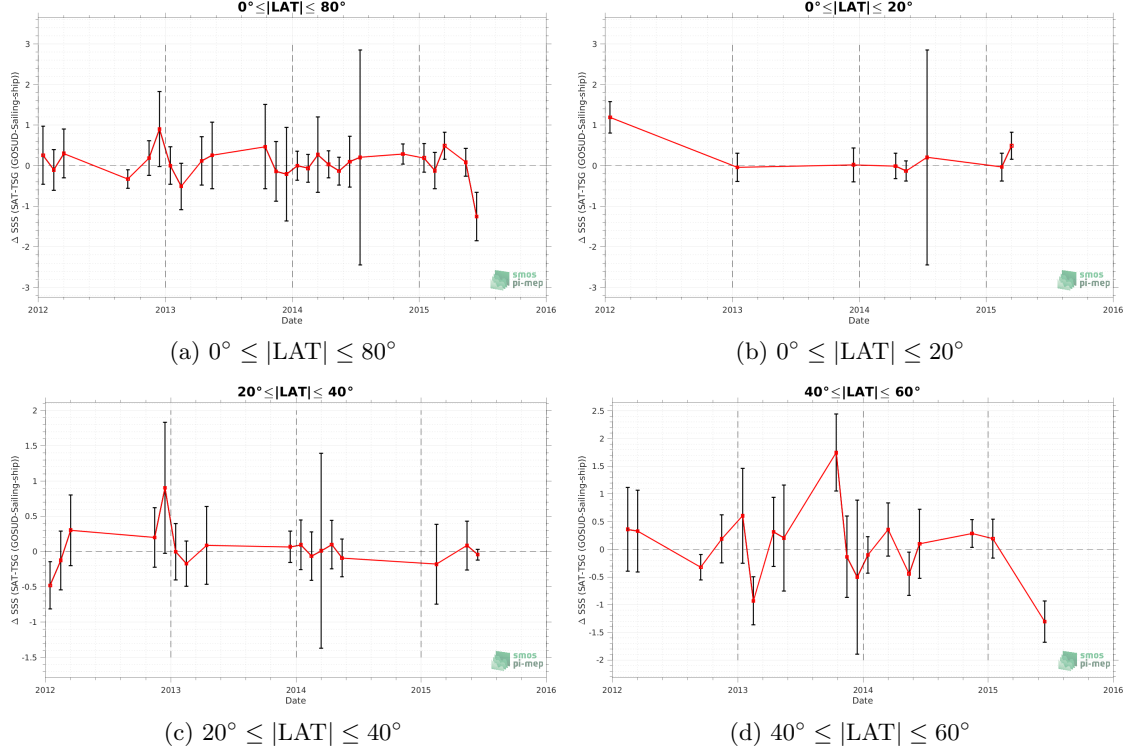 0°≤|LAT|≤ 80°
Δ SSS (SAT-TSG (GOSUD-Sailing-ship))
3
2
1
0
-1
-2
-3
2012
2013
2014
2015
2016
Date
smos
pi-mep
(a) 0° ≤ |LAT| ≤ 80°
0°≤|LAT|≤ 20°
Δ SSS (SAT-TSG (GOSUD-Sailing-ship))
3
2
1
0
-1
-2
-3
2012
2013
2014
2015
2016
Date
smos
pi-mep
(b) 0° ≤ |LAT| ≤ 20°
20°≤|LAT|≤ 40°
Δ SSS (SAT-TSG (GOSUD-Sailing-ship))
2
1.5
1
0.5
0
-0.5
-1
-1.5
2012
2013
2014
2015
2016
Date
smos
pi-mep
(c) 20° ≤ |LAT| ≤ 40°
40°≤|LAT|≤ 60°
Δ SSS (SAT-TSG (GOSUD-Sailing-ship))
2.5
2
1.5
1
0.5
0
-0.5
-1
-1.5
-2
2012
2013
2014
2015
2016
Date
smos
pi-mep
(d) 40° ≤ |LAT| ≤ 60°